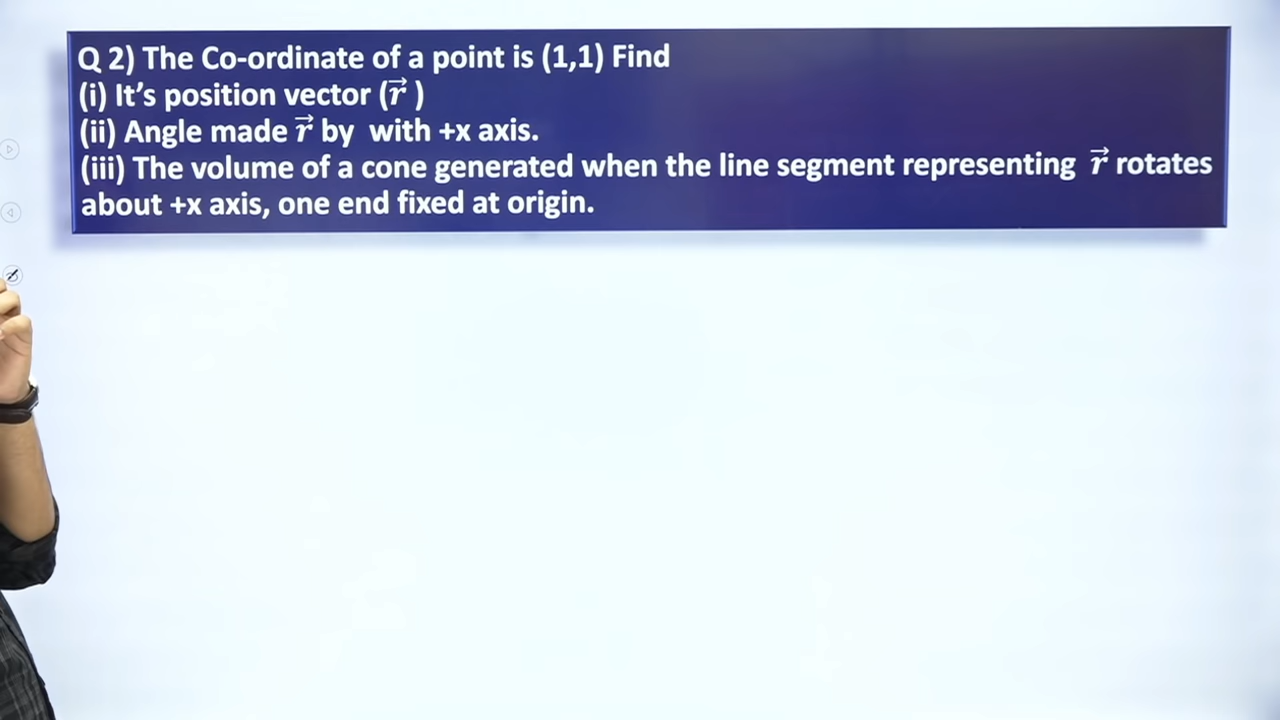 Q 2) The Co-ordinate of a point is (1,1) Find
(i) It’s position vector (r⃗ )
(ii) Angle made r⃗ by with +x axis.
(iii) The volume of a cone generated when the line segment representing r⃗ rotates
about +x axis, one end fixed at origin.